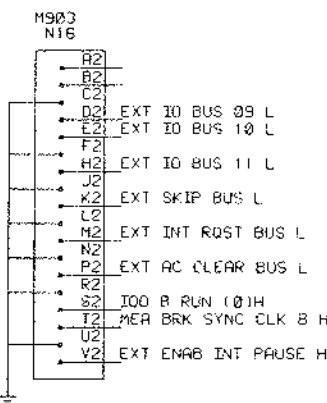 M903
N16
A2
B2
C2
D2 EXT IO BUS 09 L
E2 EXT IO BUS 10 L
F2
H2 EXT IO BUS 11 L
J2
K2 EXT SKIP BUS L
L2
M2 EXT INT RQST BUS L
N2
P2 EXT AC CLEAR BUS L
R2
S2 IOO B RUN (0)H
T2 MEA BRK SYNC CLK B H
U2
V2 EXT ENAB INT PAUSE H